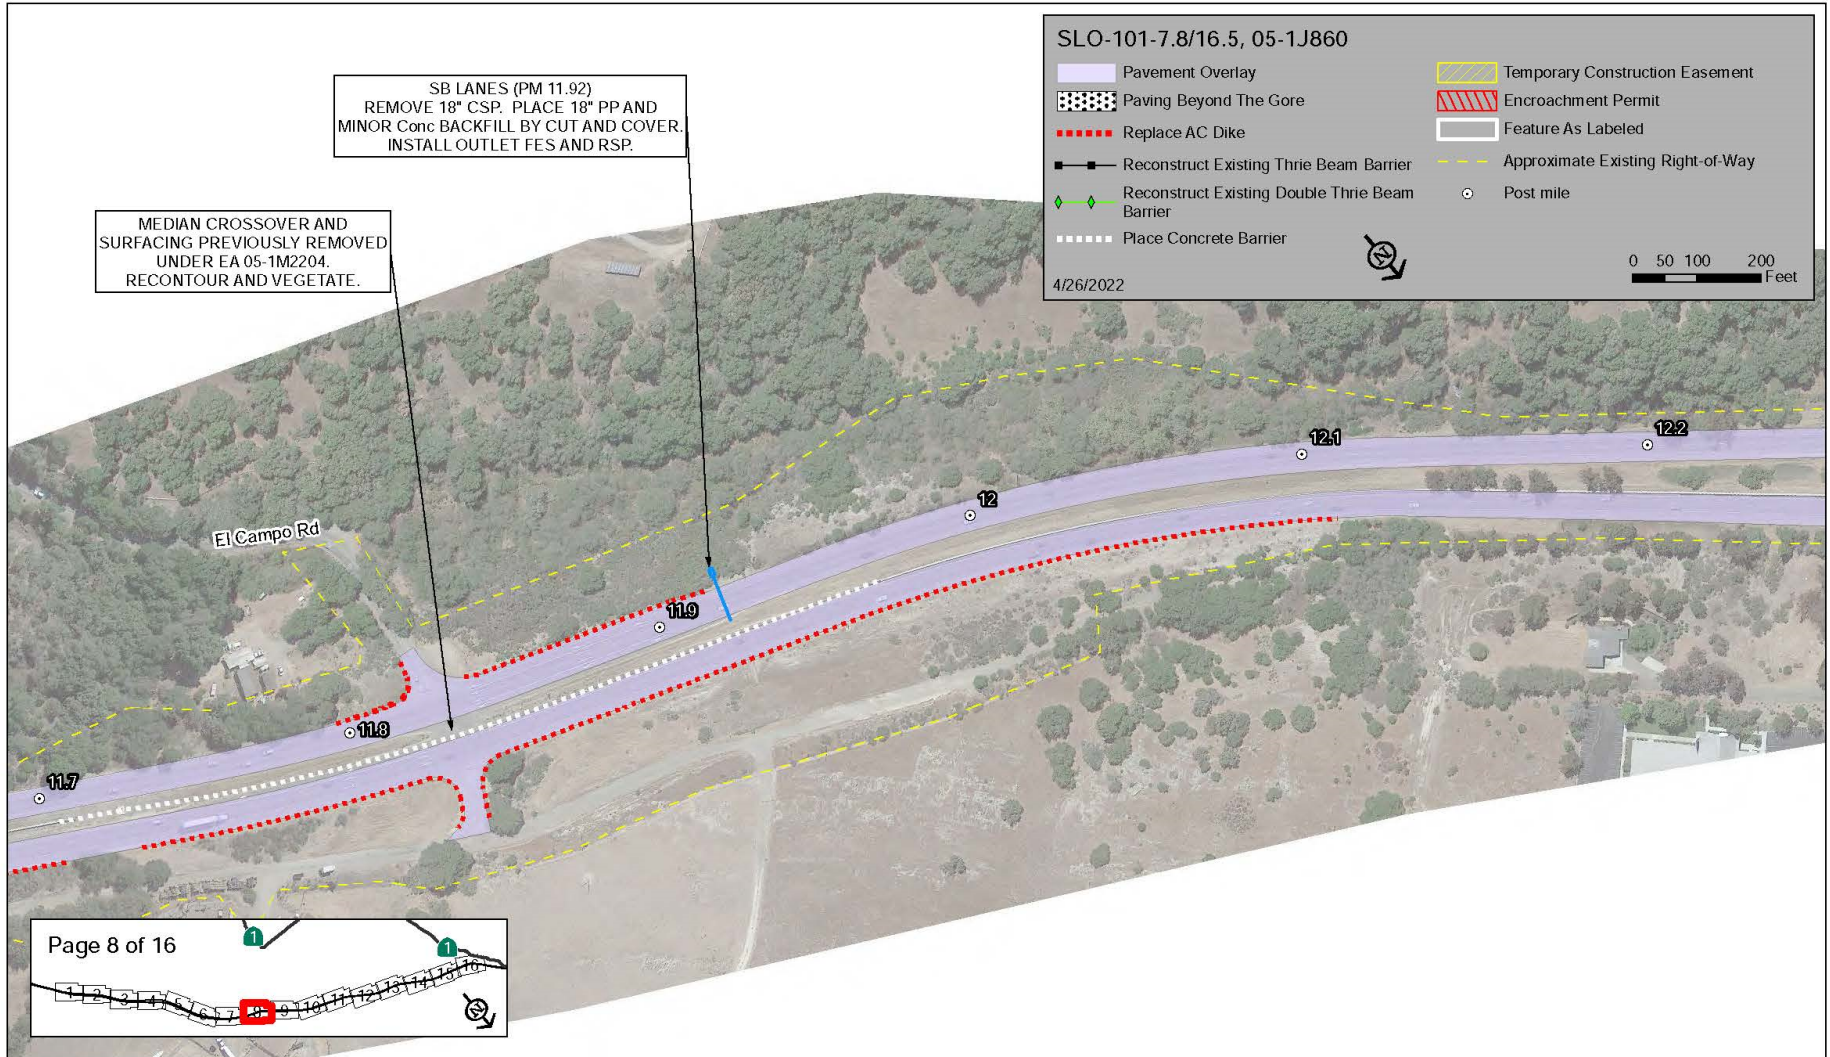 SLO-101-7.8/16.5, 05-1J860
Pavement Overlay
Paving Beyond The Gore
Replace AC Dike
Reconstruct Existing Thrie Beam Barrier
Reconstruct Existing Double Thrie Beam
Barrier
Place Concrete Barrier
4/26/2022
Temporary Construction Easement
Encroachment Permit
Feature As Labeled
Approximate Existing Right-of-Way
Post mile
N
0 50 100 200
Feet
SB LANES (PM 11.92)
REMOVE 18" CSP. PLACE 18" PP AND
MINOR Conc BACKFILL BY CUT AND COVER.
INSTALL OUTLET FES AND RSP.
MEDIAN CROSSOVER AND
SURFACING PREVIOUSLY REMOVED
UNDER EA 05-1M2204.
RECONTOUR AND VEGETATE.
El Campo Rd
11.7
11.8
11.9
12
12.1
12.2
Page 8 of 16
1
1
1 2 3 4 5 6 7 8 9 10 11 12 13 14 15 16
N